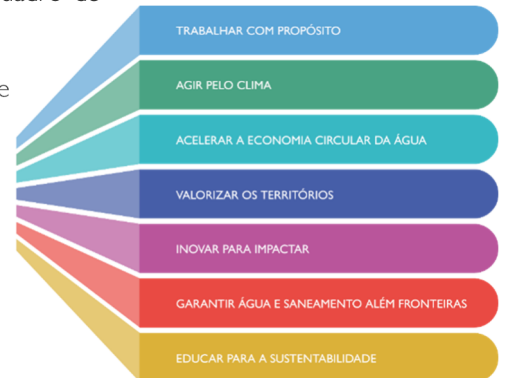 TRABALHAR COM PROPÓSITO
AGIR PELO CLIMA
e
ACELERAR A ECONOMIA CIRCULAR DA ÁGUA
VALORIZAR OS TERRITÓRIOS
INOVAR PARA IMPACTAR
GARANTIR ÁGUA E SANEAMENTO ALÉM FRONTEIRAS
EDUCAR PARA A SUSTENTABILIDADE